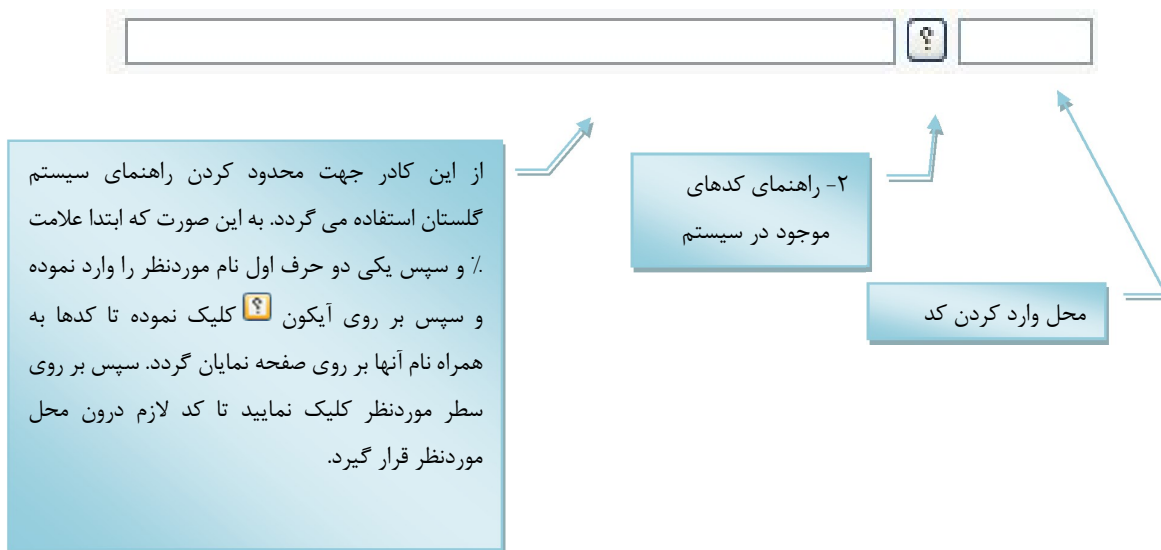 ؟
از این کادر جهت محدود کردن راهنمای سیستم
گلستان استفاده می گردد. به این صورت که ابتدا علامت
٪ و سپس یکی دو حرف اول نام موردنظر را وارد نموده
و سپس بر روی آیکون ؟ کلیک نموده تا کدها به
همراه نام آنها بر روی صفحه نمایان گردد. سپس بر روی
سطر موردنظر کلیک نمایید تا کد لازم درون محل
موردنظر قرار گیرد.
۲- راهنمای کدهای
موجود در سیستم
محل وارد کردن کد